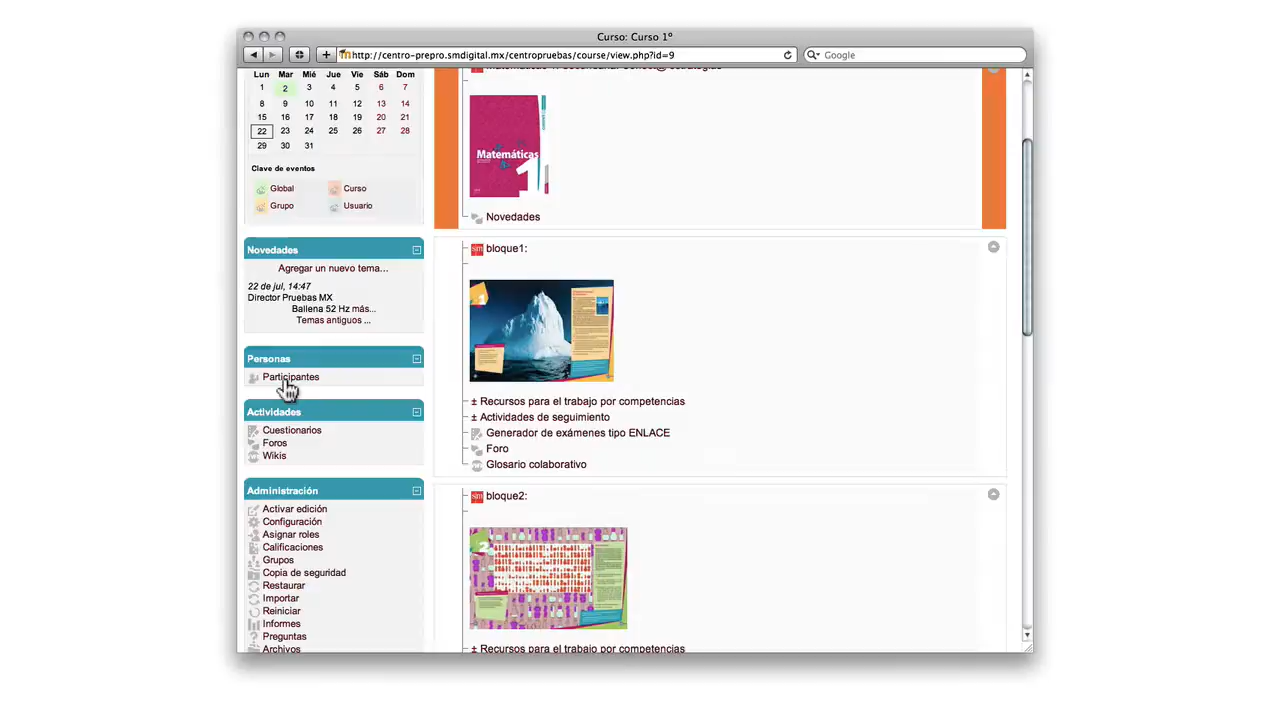 Curso: Curso 1º
http://centro-prepro.smdigital.mx/centropruebas/course/view.php?id=9
Google
Lun Mar Mié Jue Vie Sáb Dom
1 2 3 4 5 6 7
8 9 10 11 12 13 14
15 16 17 18 19 20 21
22 23 24 25 26 27 28
29 30 31
Clave de eventos
Global Curso
Grupo Usuario
Novedades
Agregar un nuevo tema...
22 de jul, 14:47
Director Pruebas MX
Ballena 52 Hz más...
Temas antiguos ...
Personas
Participantes
Actividades
Cuestionarios
Foros
Wikis
Administración
Activar edición
Configuración
Asignar roles
Calificaciones
Grupos
Copia de seguridad
Restaurar
Importar
Reiniciar
Informes
Preguntas
Archivos
Matemáticas
1
Novedades
sm bloque1:
1
± Recursos para el trabajo por competencias
± Actividades de seguimiento
Generador de exámenes tipo ENLACE
Foro
Glosario colaborativo
sm bloque2:
2
± Recursos para el trabajo por competencias